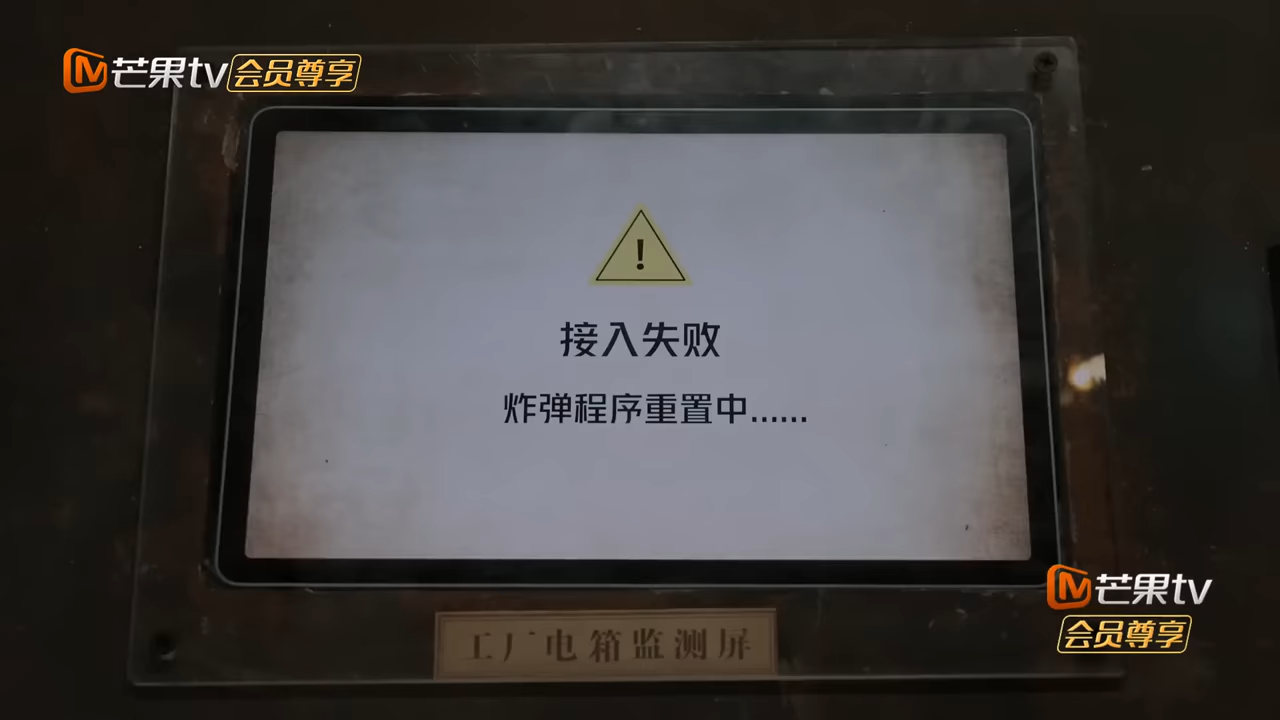 芒果tv会员尊享
!
接入失败
炸弹程序重置中......
工厂电箱监测屏
芒果tv
会员尊享